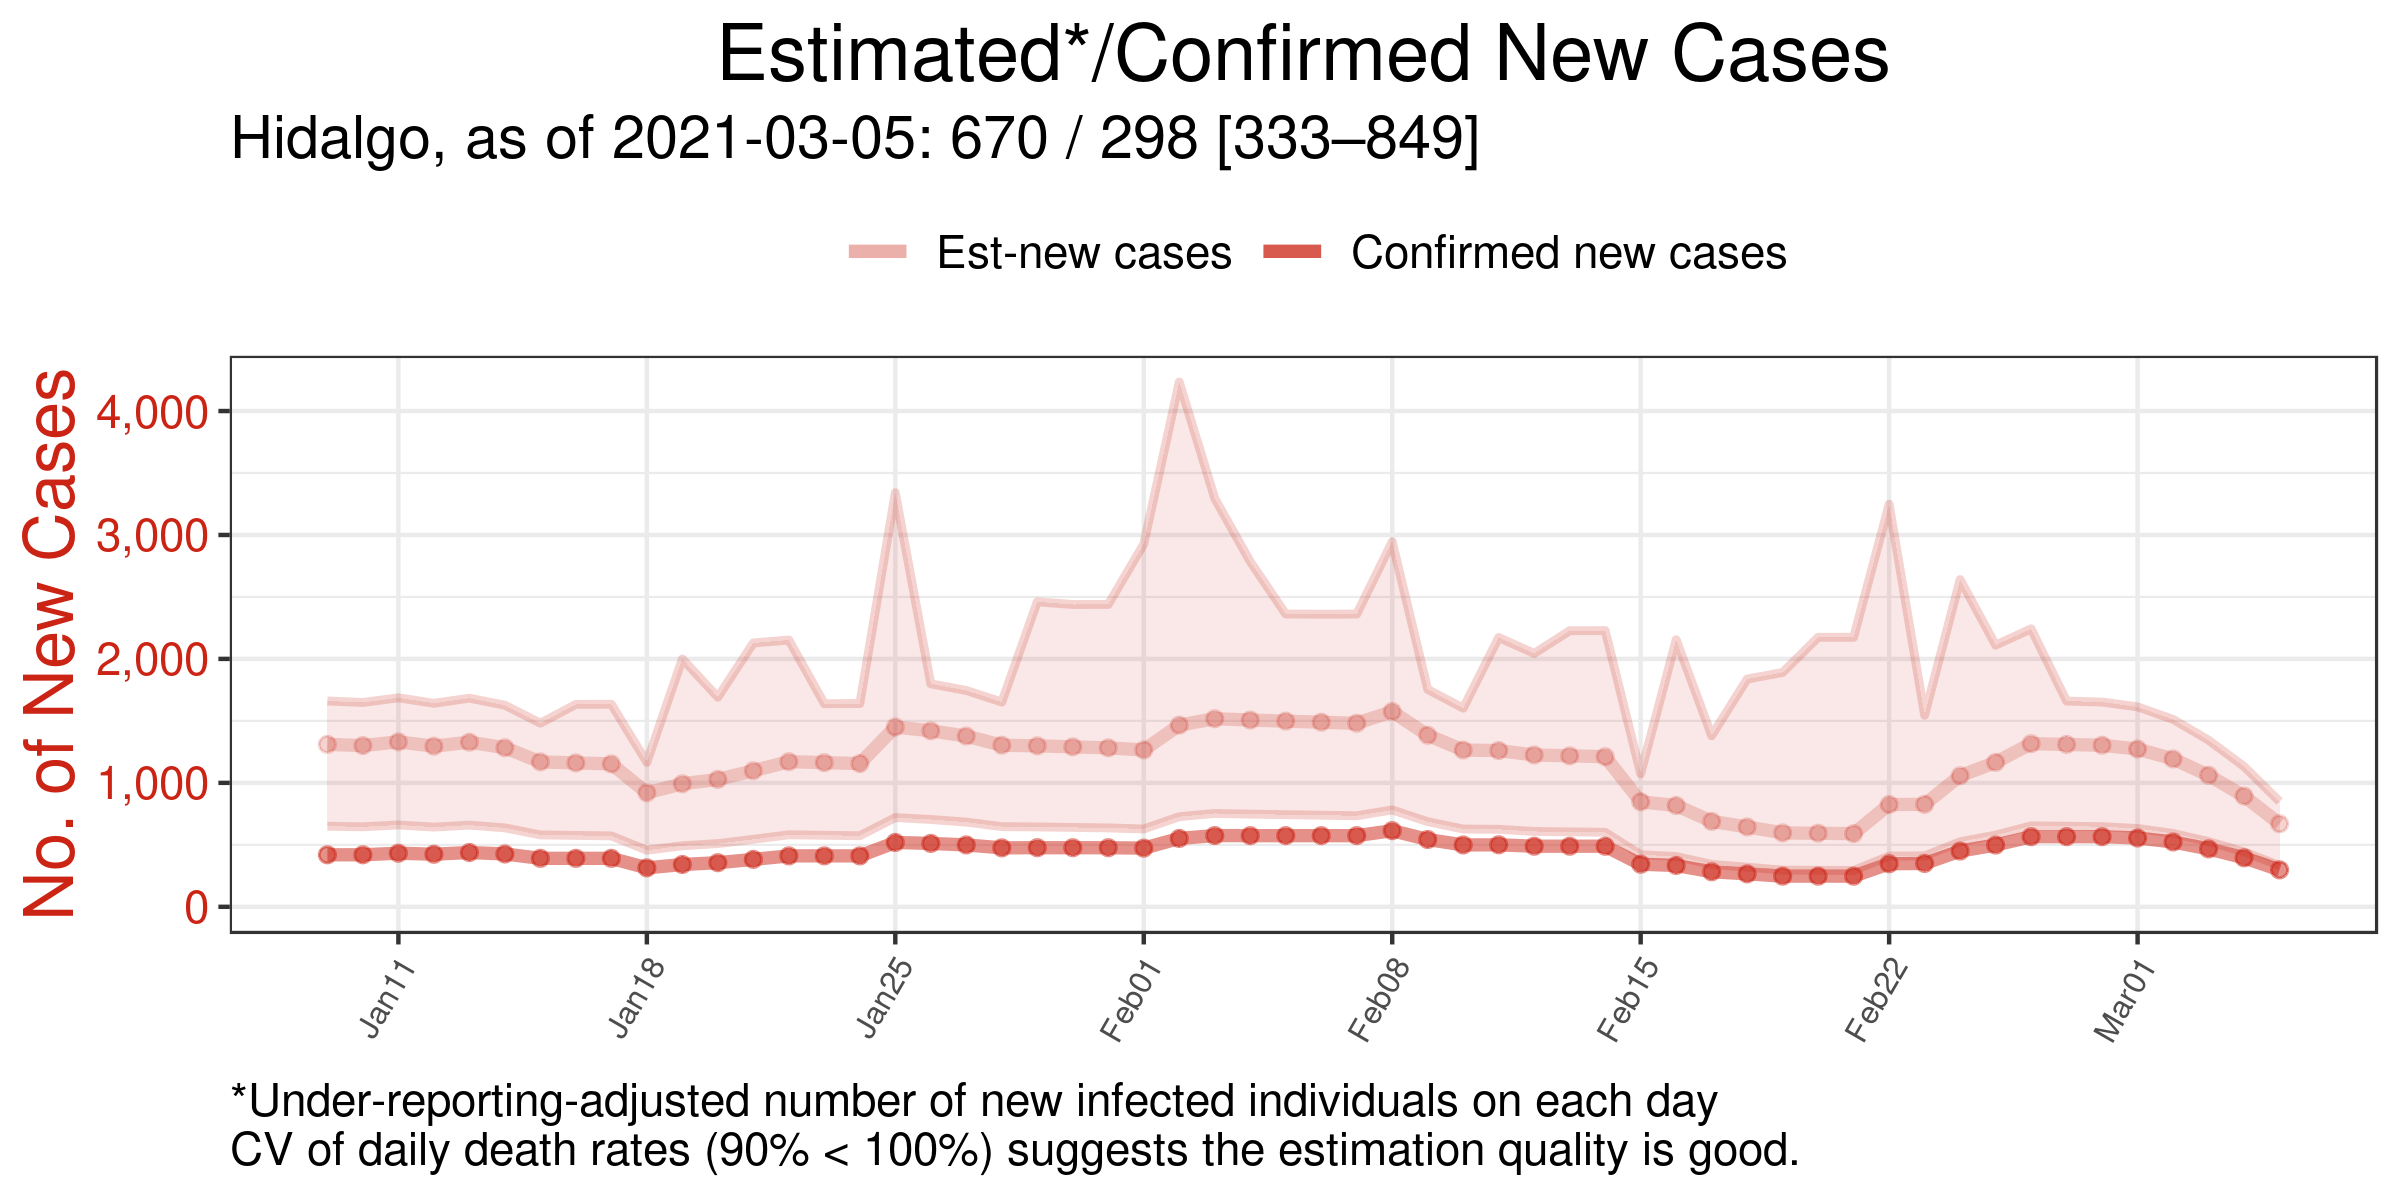 Estimated*/Confirmed New Cases
Hidalgo, as of 2021-03-05: 670 / 298 [333–849]
Est-new cases Confirmed new cases
No. of New Cases
4,000
3,000
2,000
1,000
0
Jan11 Jan18 Jan25 Feb01 Feb08 Feb15 Feb22 Mar01
*Under-reporting-adjusted number of new infected individuals on each day
CV of daily death rates (90% < 100%) suggests the estimation quality is good.